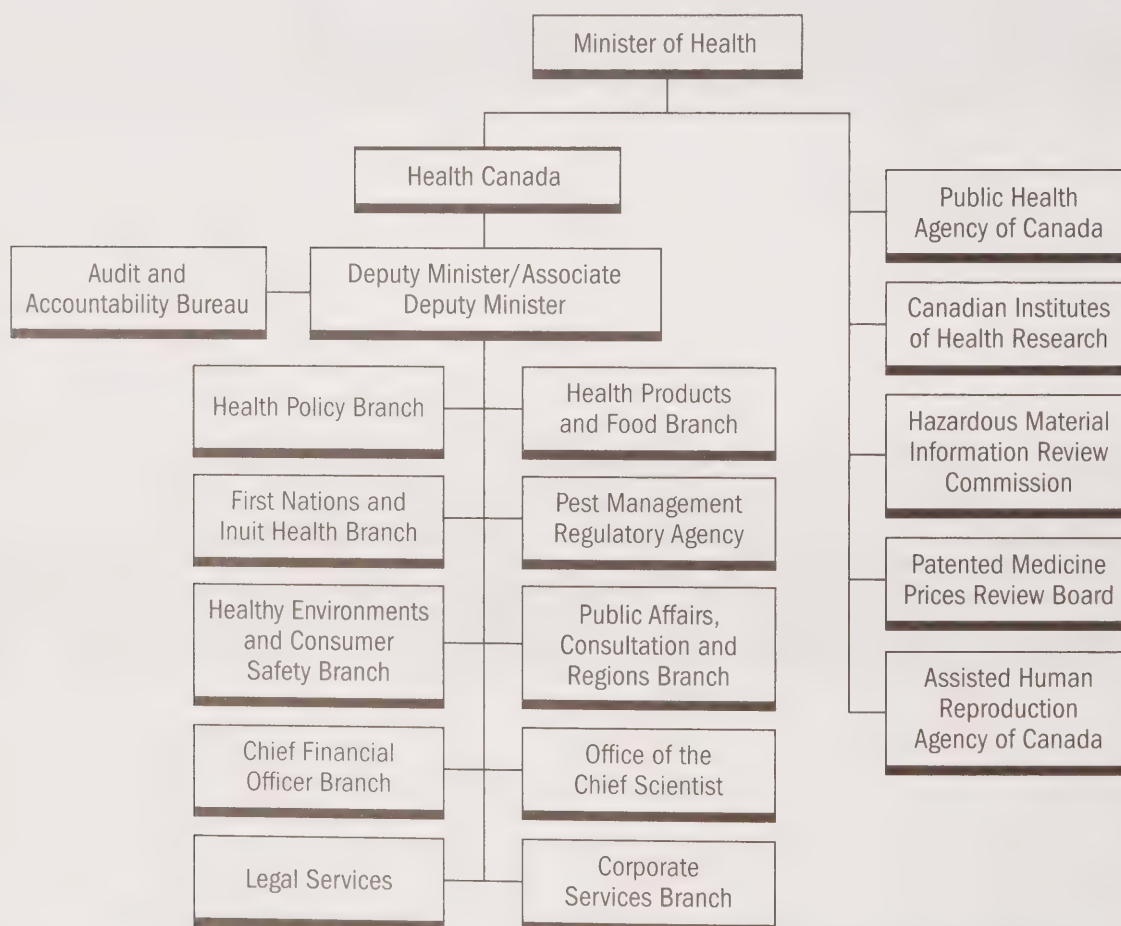 Minister of Health
Health Canada
Audit and
Accountability Bureau
Deputy Minister/Associate
Deputy Minister
Health Policy Branch
Health Products
and Food Branch
First Nations and
Inuit Health Branch
Pest Management
Regulatory Agency
Healthy Environments
and Consumer
Safety Branch
Public Affairs,
Consultation and
Regions Branch
Chief Financial
Officer Branch
Office of the
Chief Scientist
Legal Services
Corporate
Services Branch
Public Health
Agency of Canada
Canadian Institutes
of Health Research
Hazardous Material
Information Review
Commission
Patented Medicine
Prices Review Board
Assisted Human
Reproduction
Agency of Canada